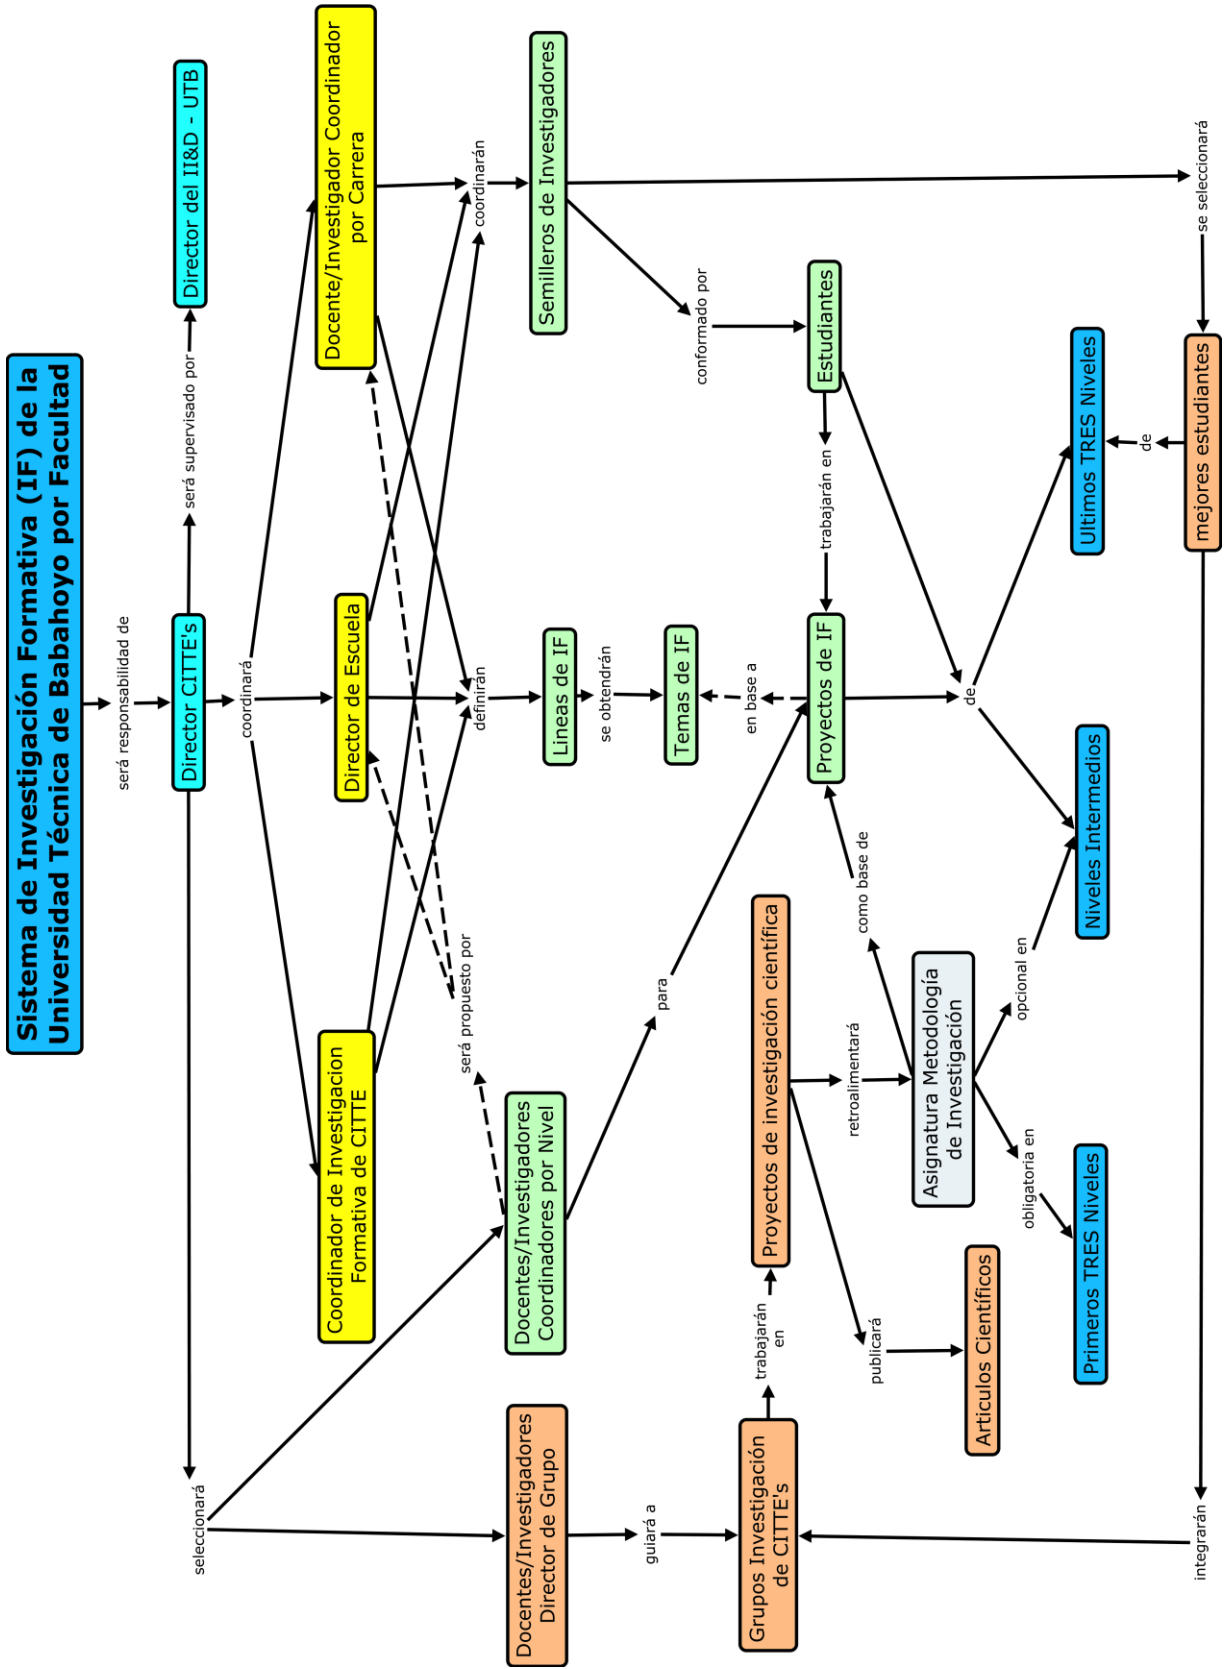 Sistema de Investigación Formativa (IF) de la
Universidad Técnica de Babahoyo por Facultad
será responsabilidad de
Director CITTE's
será supervisado por
Director del II&D - UTB
seleccionará
coordinará
Coordinador de Investigacion
Formativa de CITTE
Director de Escuela
Docente/Investigador Coordinador
por Carrera
será propuesto por
definirán
coordinarán
Docentes/Investigadores
Director de Grupo
Docentes/Investigadores
Coordinadores por Nivel
Lineas de IF
Semilleros de Investigadores
guiará a
para
se obtendrán
conformado por
Temas de IF
en base a
Grupos Investigación
de CITTE's
trabajarán
en
Proyectos de investigación científica
Proyectos de IF
trabajarán en
Estudiantes
publicará
retroalimentará
como base de
Articulos Científicos
Asignatura Metodología
de Investigación
de
obligatoria en
opcional en
Primeros TRES Niveles
Niveles Intermedios
Ultimos TRES Niveles
de
integrarán
mejores estudiantes
se seleccionará